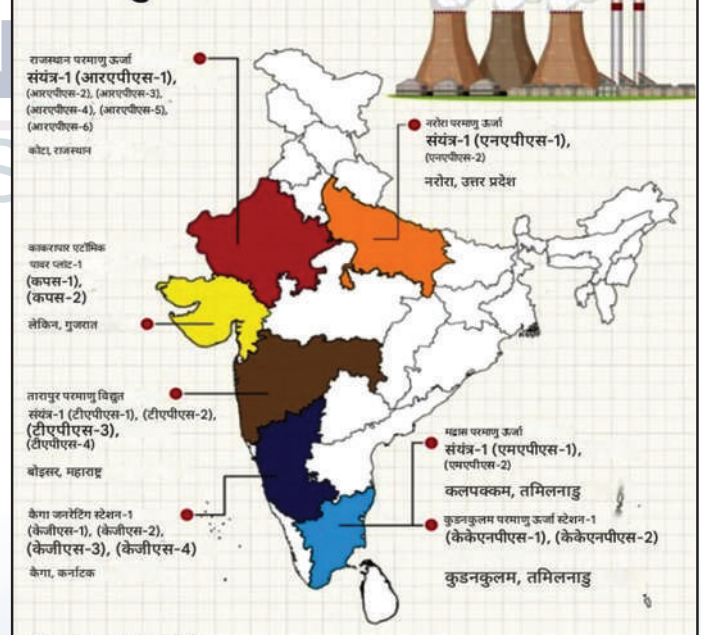 राजस्थान परमाणु ऊर्जा
संयंत्र-1 (आरएपीएस-1),
(आरएपीएस-2), (आरएपीएस-3),
(आरएपीएस-4), (आरएपीएस-5),
(आरएपीएस-6)
कोटा, राजस्थान
नरोरा परमाणु ऊर्जा
संयंत्र-1 (एनएपीएस-1),
(एनएपीएस-2)
नरोरा, उत्तर प्रदेश
काकरापार एटॉमिक
पावर प्लांट-1
(कपस-1),
(कपस-2)
लेकिन, गुजरात
तारापुर परमाणु विद्युत
संयंत्र-1 (टीएपीएस-1), (टीएपीएस-2),
(टीएपीएस-3),
(टीएपीएस-4)
बोइसर, महाराष्ट्र
मद्रास परमाणु ऊर्जा
संयंत्र-1 (एमएपीएस-1),
(एमएपीएस-2)
कलपक्कम, तमिलनाडु
केगा जनरेटिंग स्टेशन-1
(केजीएस-1), (केजीएस-2),
(केजीएस-3), (केजीएस-4)
केगा, कर्नाटक
कुडनकुलम परमाणु ऊर्जा स्टेशन-1
(केकेएनपीएस-1), (केकेएनपीएस-2)
कुडनकुलम, तमिलनाडु